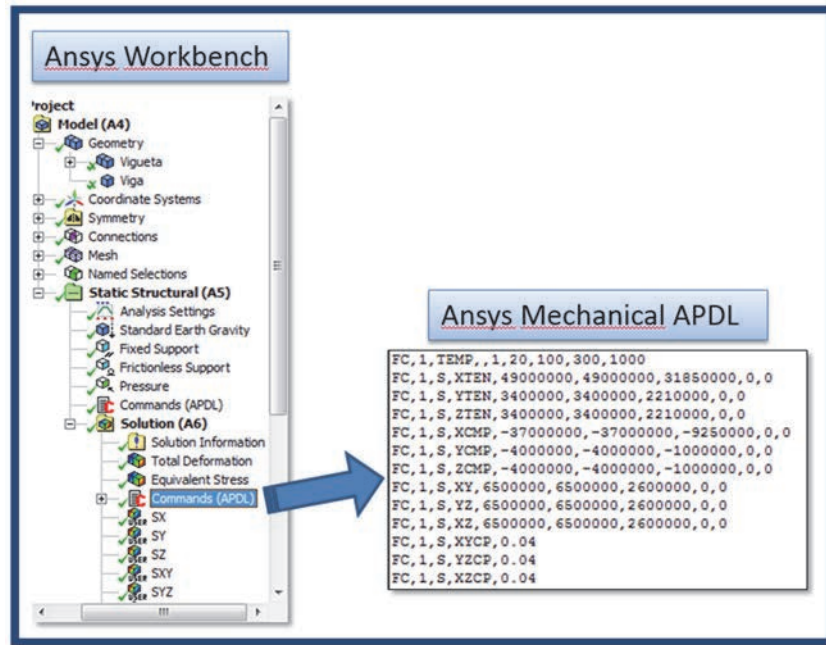 Ansys Workbench
'roject
Model (A4)
Geometry
Vigueta
Viga
Coordinate Systems
Symmetry
Connections
Mesh
Named Selections
Static Structural (A5)
Analysis Settings
Standard Earth Gravity
Fixed Support
Frictionless Support
Pressure
Commands (APDL)
Solution (A6)
Solution Information
Total Deformation
Equivalent Stress
Commands (APDL)
USER SX
USER SY
USER SZ
USER SXY
USER SYZ
Ansys Mechanical APDL
FC,1,TEMP,,1,20,100,300,1000
FC,1,S,XTEN,49000000,49000000,31850000,0,0
FC,1,S,YTEN,3400000,3400000,2210000,0,0
FC,1,S,ZTEN,3400000,3400000,2210000,0,0
FC,1,S,XCMP,-37000000,-37000000,-9250000,0,0
FC,1,S,YCMP,-4000000,-4000000,-1000000,0,0
FC,1,S,ZCMP,-4000000,-4000000,-1000000,0,0
FC,1,S,XY,6500000,6500000,2600000,0,0
FC,1,S,YZ,6500000,6500000,2600000,0,0
FC,1,S,XZ,6500000,6500000,2600000,0,0
FC,1,S,XYCP,0.04
FC,1,S,YZCP,0.04
FC,1,S,XZCP,0.04